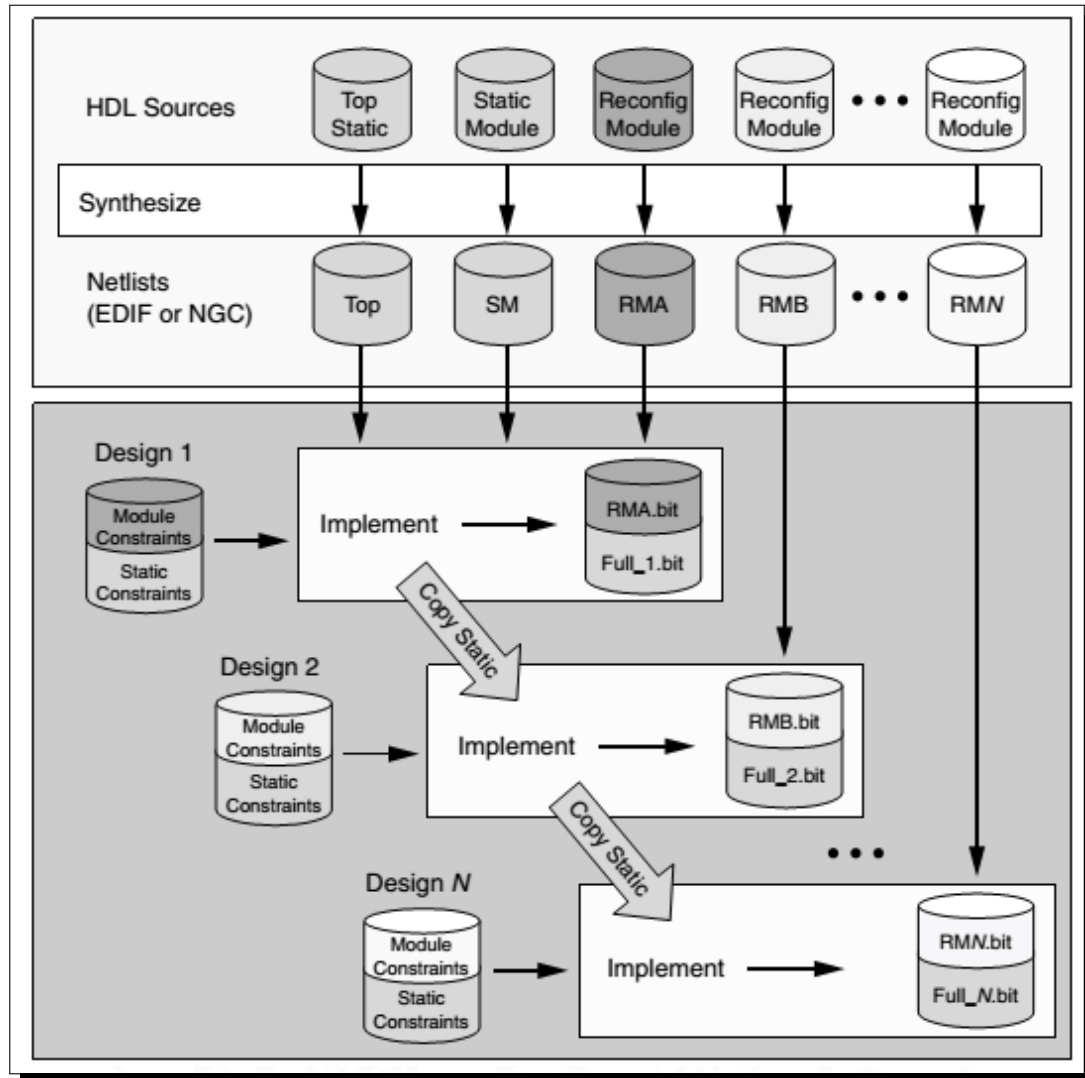 HDL Sources
Top
Static
Static
Module
Reconfig
Module
Reconfig
Module
Reconfig
Module
Synthesize
Netlists
(EDIF or NGC)
Top
SM
RMA
RMB
RMN
Design 1
Module
Constraints
Static
Constraints
Implement
RMA.bit
Full_1.bit
Copy Static
Design 2
Module
Constraints
Static
Constraints
Implement
RMB.bit
Full_2.bit
Copy Static
Design N
Module
Constraints
Static
Constraints
Implement
RMN.bit
Full_N.bit